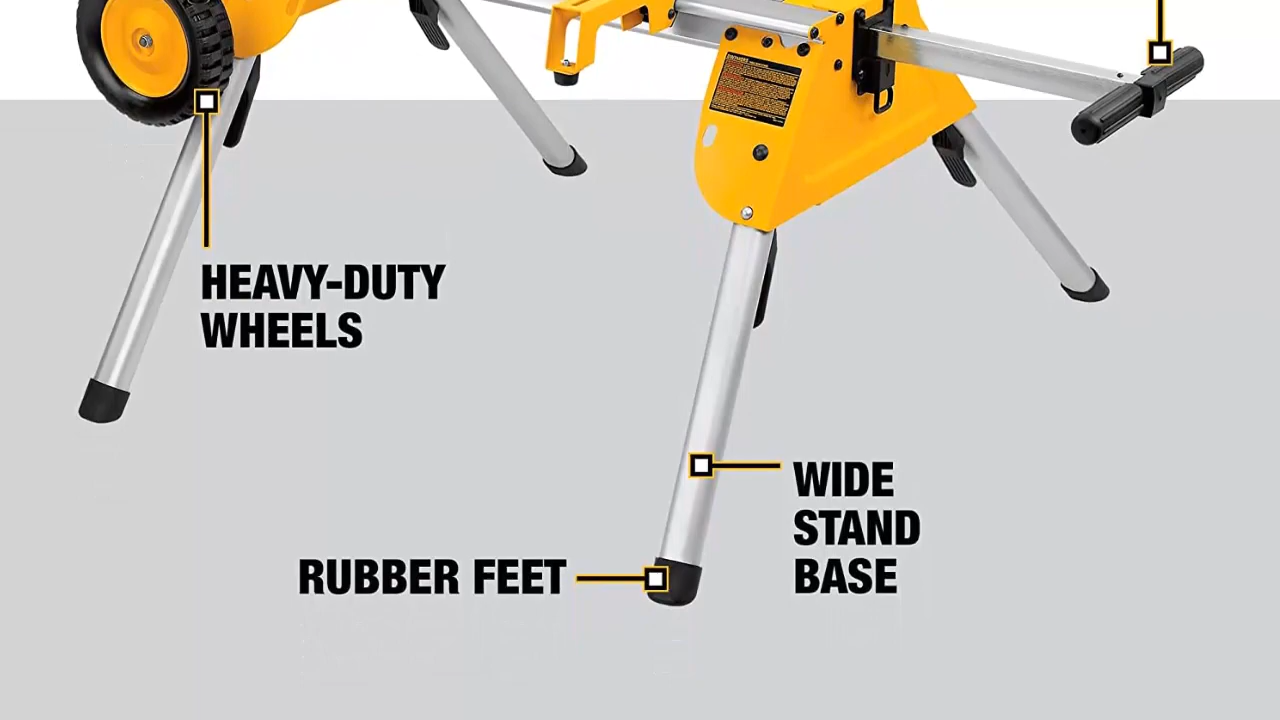 HEAVY-DUTY
WHEELS
WIDE
STAND
BASE
RUBBER FEET